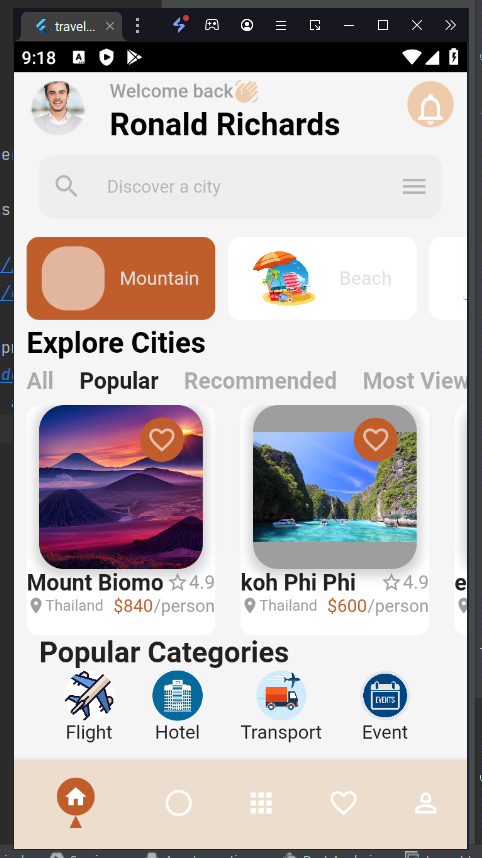 travel...
9:18
A
Welcome back
Ronald Richards
Discover a city
Mountain
Beach
Explore Cities
All Popular Recommended Most View
Mount Biomo 4.9
koh Phi Phi 4.9
Thailand $840/person
Thailand $600/person
Popular Categories
EVENTS
Flight Hotel Transport Event